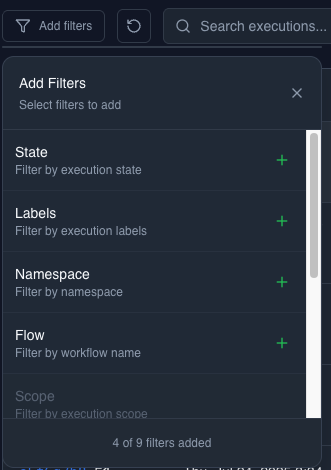 Add filters
Search executions...
Add Filters
Select filters to add
State
Filter by execution state
Labels
Filter by execution labels
Namespace
Filter by namespace
Flow
Filter by workflow name
Scope
Filter by execution scope
4 of 9 filters added